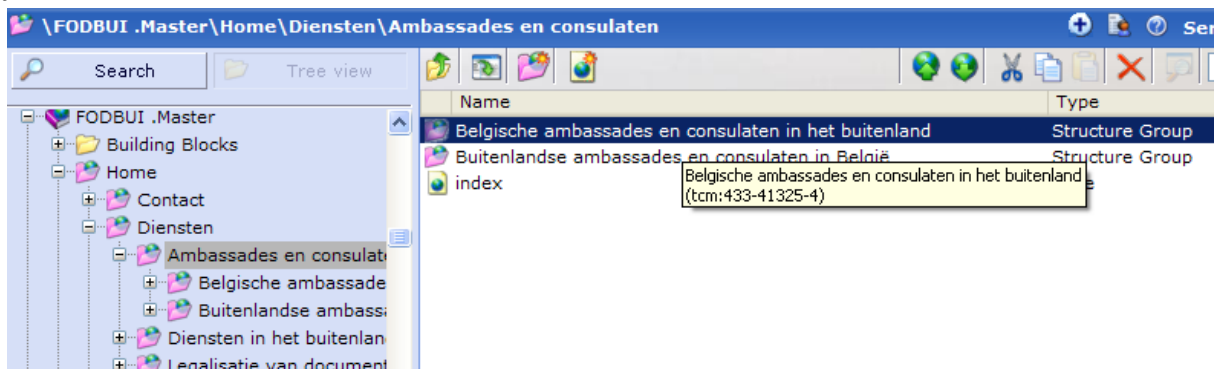 \FODBUI .Master\Home\Diensten\Ambassades en consulaten
Search
Tree view
Name
Type
FODBUI .Master
Building Blocks
Home
Contact
Diensten
Ambassades en consulat
Belgische ambassade
Buitenlandse ambass
Diensten in het buitenlan
Legalisatie van document
Belgische ambassades en consulaten in het buitenland
Structure Group
Buitenlandse ambassades en consulaten in België
Structure Group
index
Belgische ambassades en consulaten in het buitenland
(tcm:433-41325-4)